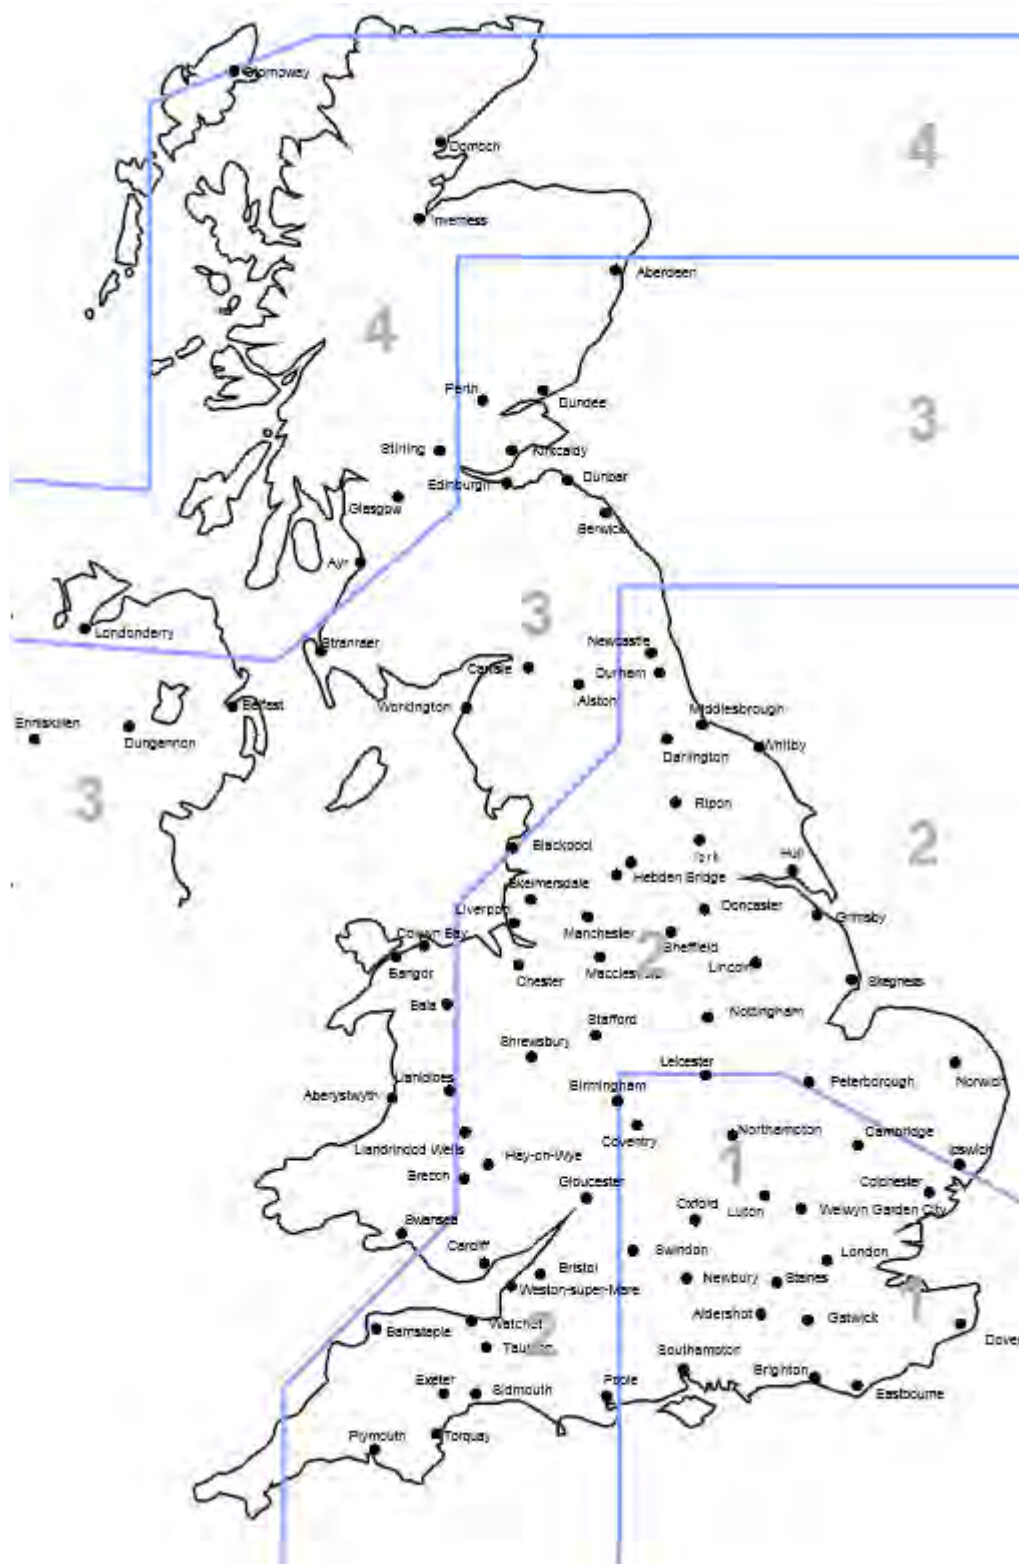 Stornoway
Dornoch
4
Inverness
Aberdeen
4
Perth
Dundee
3
Stirling
Kirkcaldy
Edinburgh
Dunbar
Glasgow
Berwick
Ayr
3
Londonderry
Stranraer
Newcastle
Carlisle
Durham
Alston
Belfast
Workington
Middlesbrough
Enniskillen
Dungannon
Darlington
Whitby
3
Ripon
Blackpool
York
Hull
2
Hebden Bridge
Skelmersdale
Liverpool
Doncaster
Grimsby
Manchester
Colwyn Bay
Sheffield
2
Bangor
Chester
Macclesfield
Lincoln
Skegness
Bala
Stafford
Nottingham
Shrewsbury
Leicester
Llanidloes
Birmingham
Peterborough
Norwich
Aberystwyth
Coventry
Northampton
Cambridge
Llandrindod Wells
Hay-on-Wye
1
Ipswich
Brecon
Gloucester
Colchester
Oxford
Luton
Welwyn Garden City
Swansea
Cardiff
Swindon
London
Bristol
Newbury
Staines
Weston-super-Mare
1
Barnstaple
Watchet
2
Aldershot
Gatwick
Taunton
Dove
Southampton
Exeter
Sidmouth
Poole
Brighton
Eastbourne
Plymouth
Torquay